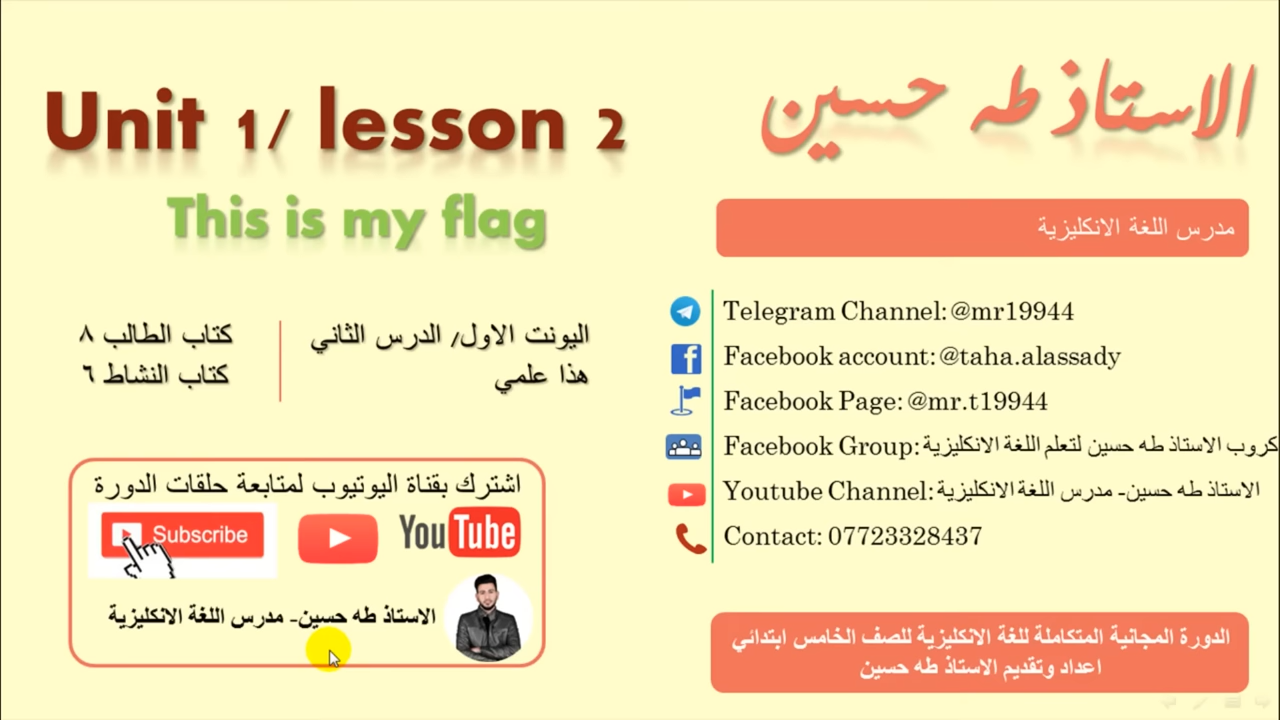 Unit 1/ lesson 2
This is my flag
اليونت الاول/ الدرس الثاني
هذا علمي
كتاب الطالب ٨
كتاب النشاط ٦
اشترك بقناة اليوتيوب لمتابعة حلقات الدورة
Subscribe
YouTube
الاستاذ طه حسين- مدرس اللغة الانكليزية
الاستاذ طه حسين
مدرس اللغة الانكليزية
Telegram Channel: @mr19944
Facebook account: @taha.alassady
Facebook Page: @mr.t19944
Facebook Group: كروب الاستاذ طه حسين لتعلم اللغة الانكليزية
Youtube Channel: الاستاذ طه حسين- مدرس اللغة الانكليزية
Contact: 07723328437
الدورة المجانية المتكاملة للغة الانكليزية للصف الخامس ابتدائي
اعداد وتقديم الاستاذ طه حسين